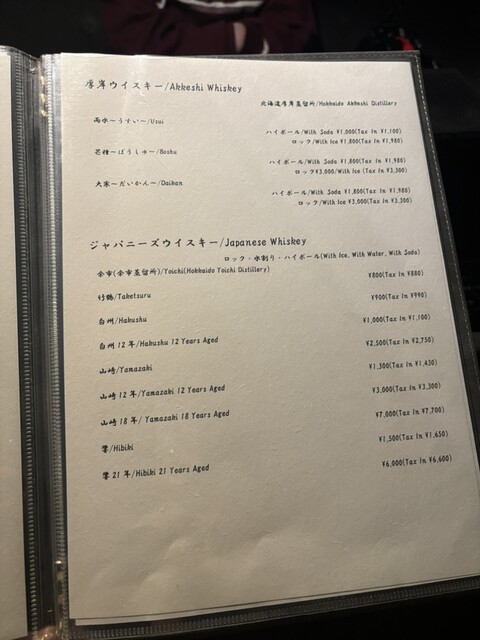 厚岸ウイスキー/Akkeshi Whiskey
北海道厚岸蒸留所/Hokkaido Akkeshi Distillery
雨水～うすい～/Usui
ハイボール/With Soda ¥1,000(Tax In ¥1,100)
ロック/With Ice ¥1,800(Tax In ¥1,980)
芒種～ぼうしゅ～/Boshu
ハイボール/With Soda ¥1,800(Tax In ¥1,980)
ロック¥3,000/With Ice (Tax In ¥3,300)
大寒～だいかん～/Daikan
ハイボール/With Soda ¥1,800(Tax In ¥1,980)
ロック/With Ice ¥3,000(Tax In ¥3,300)
ジャパニーズウイスキー/Japanese Whiskey
ロック・水割り・ハイボール(With Ice, With Water, With Soda)
余市(余市蒸留所)/Yoichi(Hokkaido Yoichi Distillery)
¥800(Tax In ¥880)
竹鶴/Taketsuru ¥900(Tax In ¥990)
白州/Hakushu ¥1,000(Tax In ¥1,100)
白州 12 年/Hakushu 12 Years Aged ¥2,500(Tax In ¥2,750)
山崎/Yamazaki ¥1,300(Tax In ¥1,430)
山崎 12 年/Yamazaki 12 Years Aged ¥3,000(Tax In ¥3,300)
山崎 18 年/ Yamazaki 18 Years Aged ¥7,000(Tax In ¥7,700)
響/Hibiki ¥1,500(Tax In ¥1,650)
響 21 年/Hibiki 21 Years Aged ¥6,000(Tax In ¥6,600)